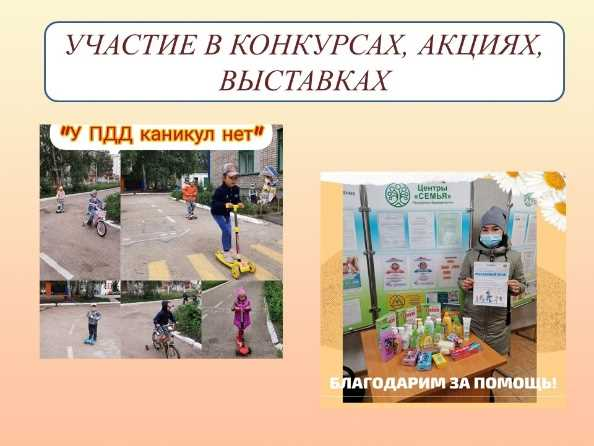 УЧАСТИЕ В КОНКУРСАХ, АКЦИЯХ,
ВЫСТАВКАХ
"У ПДД каникул нет"
Центры
«СЕМЬЯ»
БЛАГОДАРИМ ЗА ПОМОЩЬ!